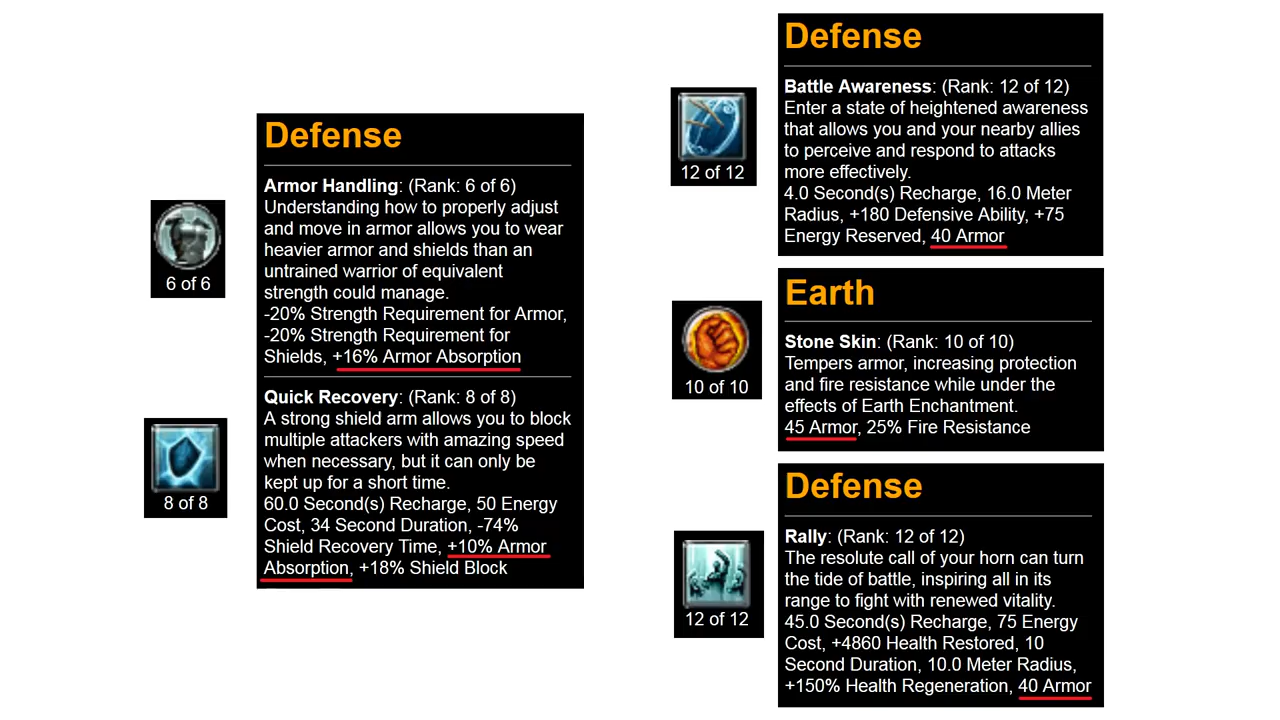 Defense
Armor Handling: (Rank: 6 of 6)
Understanding how to properly adjust
and move in armor allows you to wear
heavier armor and shields than an
untrained warrior of equivalent
strength could manage.
-20% Strength Requirement for Armor,
-20% Strength Requirement for
Shields, +16% Armor Absorption
6 of 6
Quick Recovery: (Rank: 8 of 8)
A strong shield arm allows you to block
multiple attackers with amazing speed
when necessary, but it can only be
kept up for a short time.
60.0 Second(s) Recharge, 50 Energy
Cost, 34 Second Duration, -74%
Shield Recovery Time, +10% Armor
Absorption, +18% Shield Block
8 of 8
Defense
Battle Awareness: (Rank: 12 of 12)
Enter a state of heightened awareness
that allows you and your nearby allies
to perceive and respond to attacks
more effectively.
4.0 Second(s) Recharge, 16.0 Meter
Radius, +180 Defensive Ability, +75
Energy Reserved, 40 Armor
12 of 12
Earth
Stone Skin: (Rank: 10 of 10)
Tempers armor, increasing protection
and fire resistance while under the
effects of Earth Enchantment.
45 Armor, 25% Fire Resistance
10 of 10
Defense
Rally: (Rank: 12 of 12)
The resolute call of your horn can turn
the tide of battle, inspiring all in its
range to fight with renewed vitality.
45.0 Second(s) Recharge, 75 Energy
Cost, +4860 Health Restored, 10
Second Duration, 10.0 Meter Radius,
+150% Health Regeneration, 40 Armor
12 of 12